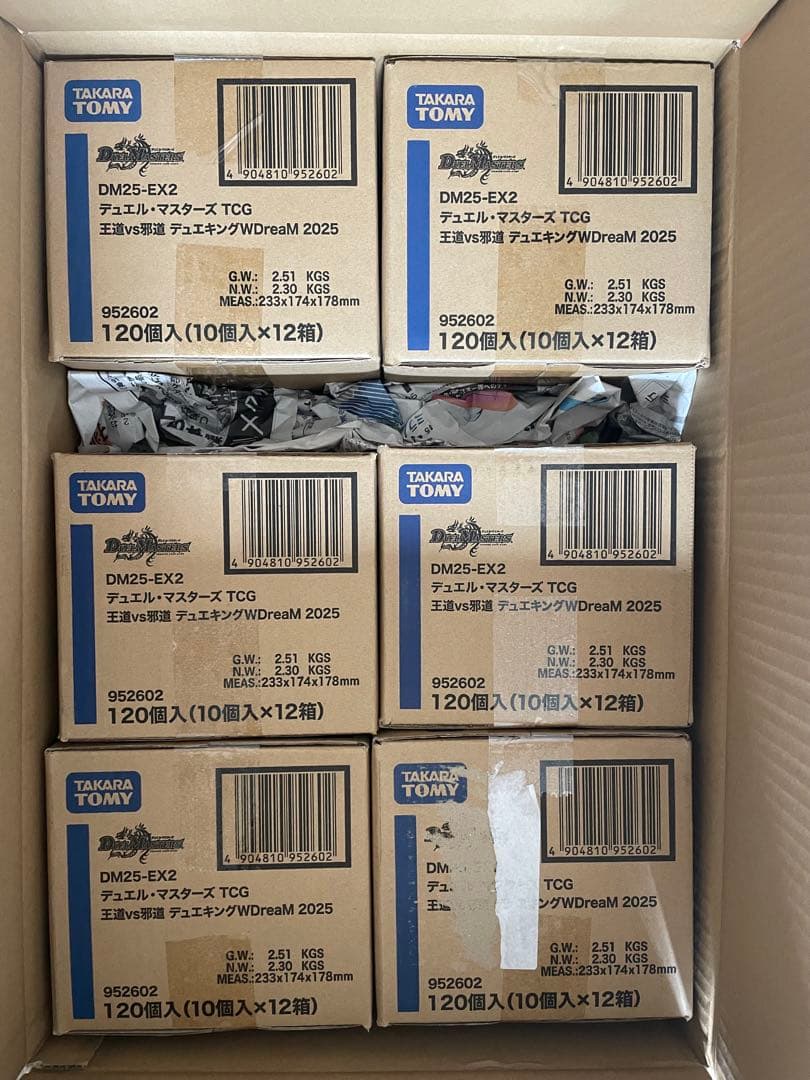 TAKARA
TOMY
4 904810 952602
DUEL MASTERS
DM25-EX2
デュエル・マスターズ TCG
王道vs邪道 デュエキングWDreaM 2025
G.W.: 2.51 KGS
N.W.: 2.30 KGS
MEAS.:233x174x178mm
952602
120個入(10個入×12箱)
TAKARA
TOMY
4 904810 952602
DUEL MASTERS
DM25-EX2
デュエル・マスターズ TCG
王道vs邪道 デュエキングWDreaM 2025
G.W.: 2.51 KGS
N.W.: 2.30 KGS
MEAS.:233x174x178mm
952602
120個入(10個入×12箱)
TAKARA
TOMY
4 904810 952602
DUEL MASTERS
DM25-EX2
デュエル・マスターズ TCG
王道vs邪道 デュエキングWDreaM 2025
G.W.: 2.51 KGS
N.W.: 2.30 KGS
MEAS.:233x174x178mm
952602
120個入(10個入×12箱)
TAKARA
TOMY
4 904810 952602
DUEL MASTERS
DM25-EX2
デュエル・マスターズ TCG
王道vs邪道 デュエキングWDreaM 2025
G.W.: 2.51 KGS
N.W.: 2.30 KGS
MEAS.:233x174x178mm
952602
120個入(10個入×12箱)
TAKARA
TOMY
4 904810 952602
DUEL MASTERS
DM25-EX2
デュエル・マスターズ TCG
王道vs邪道 デュエキングWDreaM 2025
G.W.: 2.51 KGS
N.W.: 2.30 KGS
MEAS.:233x174x178mm
952602
120個入(10個入×12箱)
TAKARA
TOMY
4 904810 952602
DM
デュ TCG
ングWDreaM 2025
G.W.: 2.51 KGS
N.W.: 2.30 KGS
MEAS.:233x174x178mm
952602
120個入(10個入×12箱)